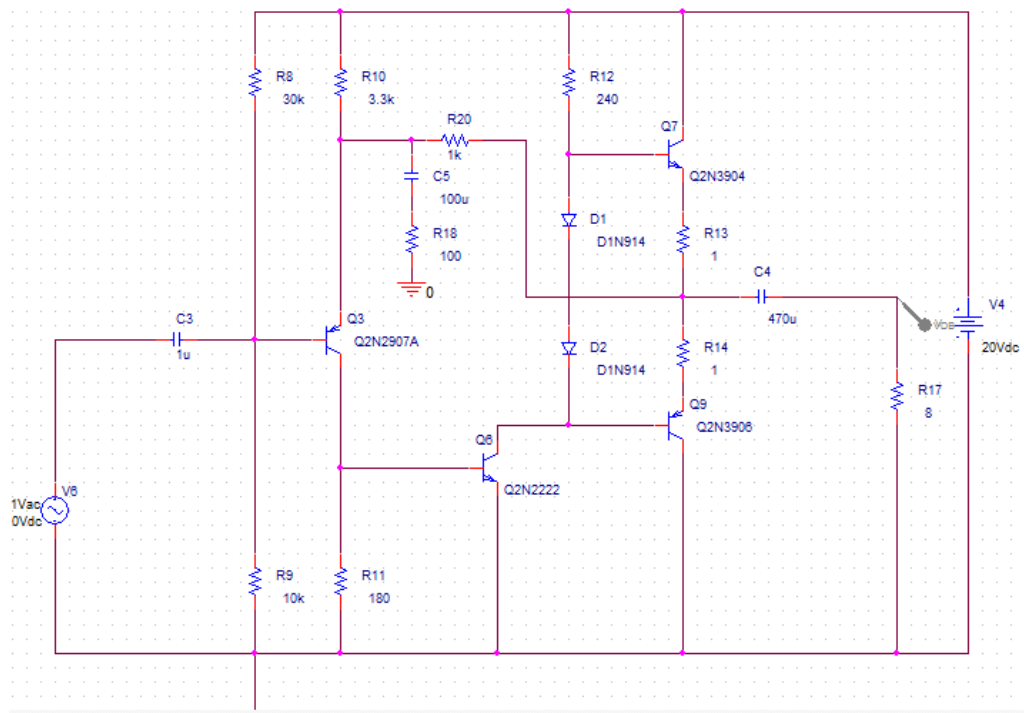 R8
30k
R10
3.3k
R12
240
R20
1k
Q7
Q2N3904
C5
100u
R18
100
0
D1
D1N914
R13
1
C4
470u
V4
20Vdc
VDB
C3
1u
Q3
Q2N2907A
D2
D1N914
R14
1
Q9
Q2N3906
R17
8
Q6
Q2N2222
V6
1Vac
0Vdc
R9
10k
R11
180